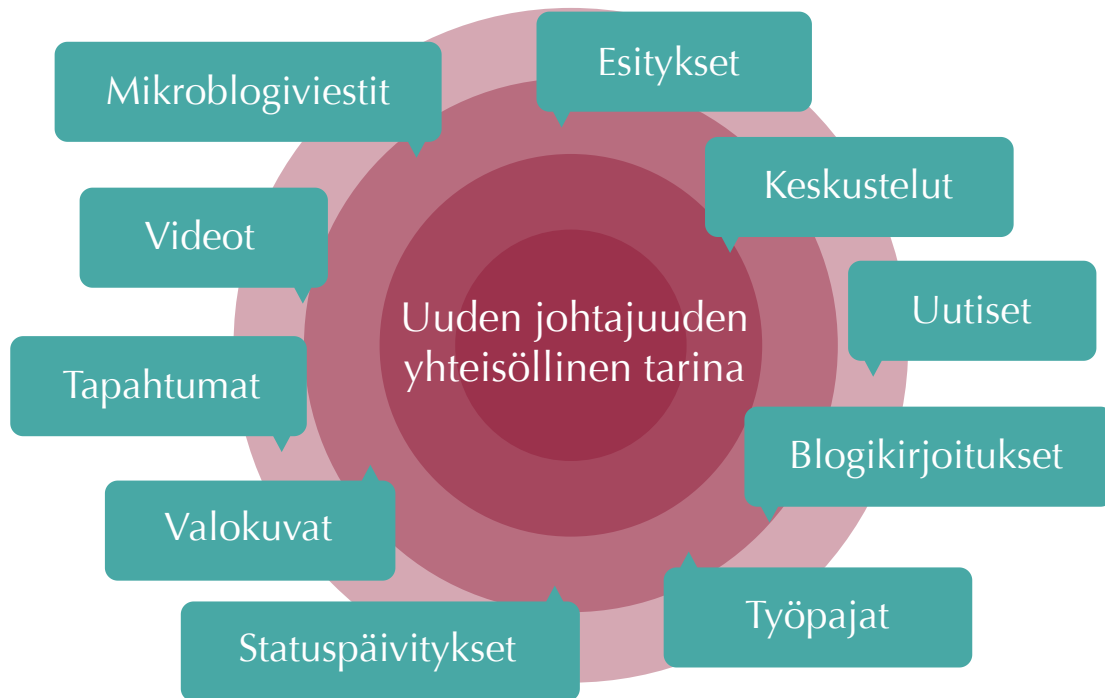 Esitykset
Mikroblogiviestit
Keskustelut
Videot
Uutiset
Uuden johtajuuden
yhteisöllinen tarina
Tapahtumat
Blogikirjoitukset
Valokuvat
Työpajat
Statuspäivitykset